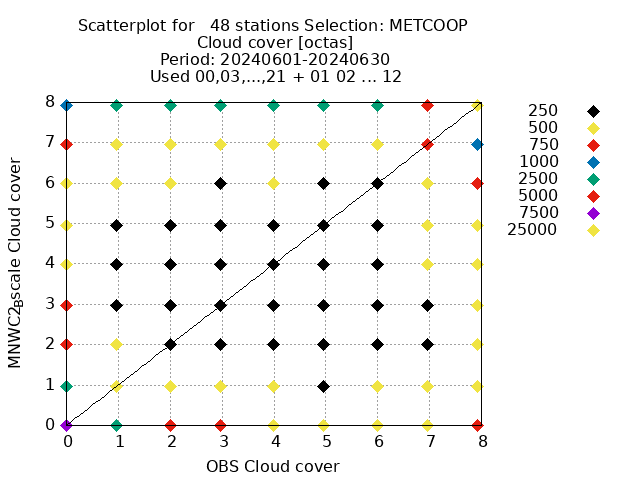 Scatterplot for   48 stations Selection: METCOOP
Cloud cover [octas]
Period: 20240601-20240630
Used 00,03,...,21 + 01 02 ... 12
8
7
6
5
4
3
2
1
0
MNWC2Bscale Cloud cover
0 1 2 3 4 5 6 7 8
OBS Cloud cover
250
500
750
1000
2500
5000
7500
25000